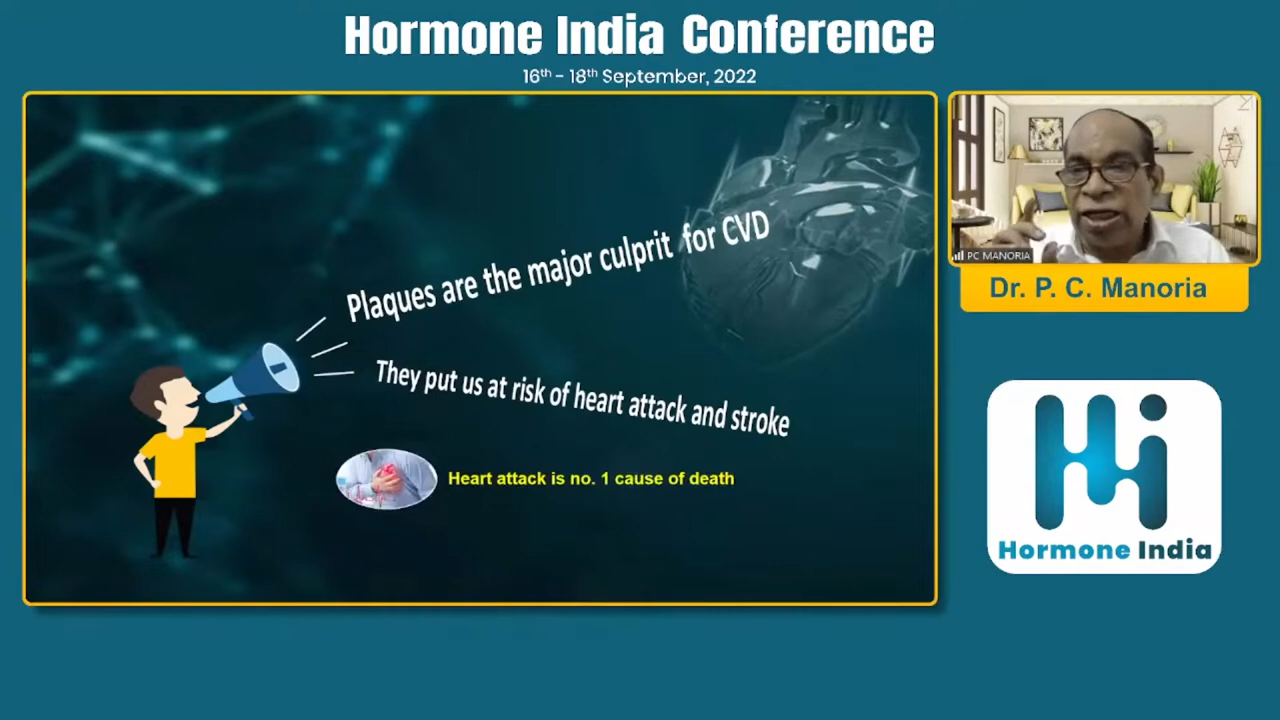 Hormone India Conference
16th - 18th September, 2022
Plaques are the major culprit for CVD
They put us at risk of heart attack and stroke
Heart attack is no. 1 cause of death
PC MANORIA
Dr. P. C. Manoria
Hormone India